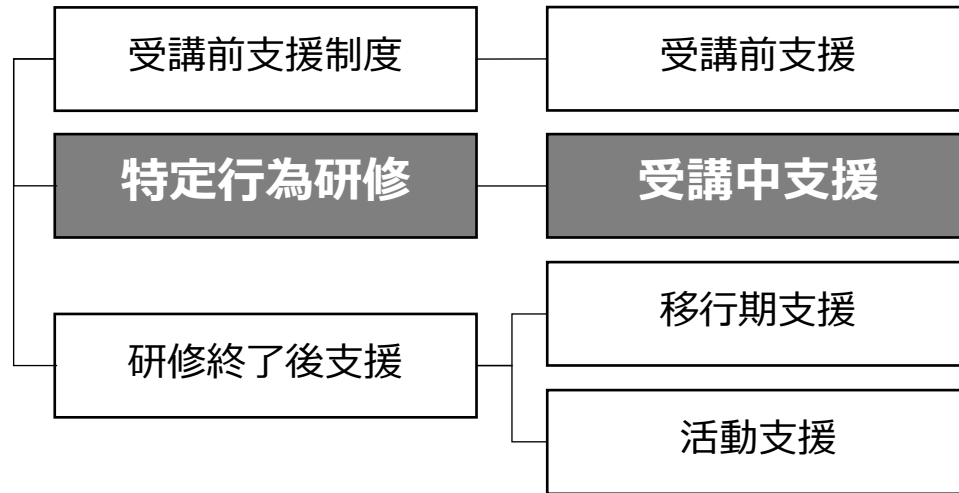 受講前支援制度
受講前支援
特定行為研修
受講中支援
研修終了後支援
移行期支援
活動支援